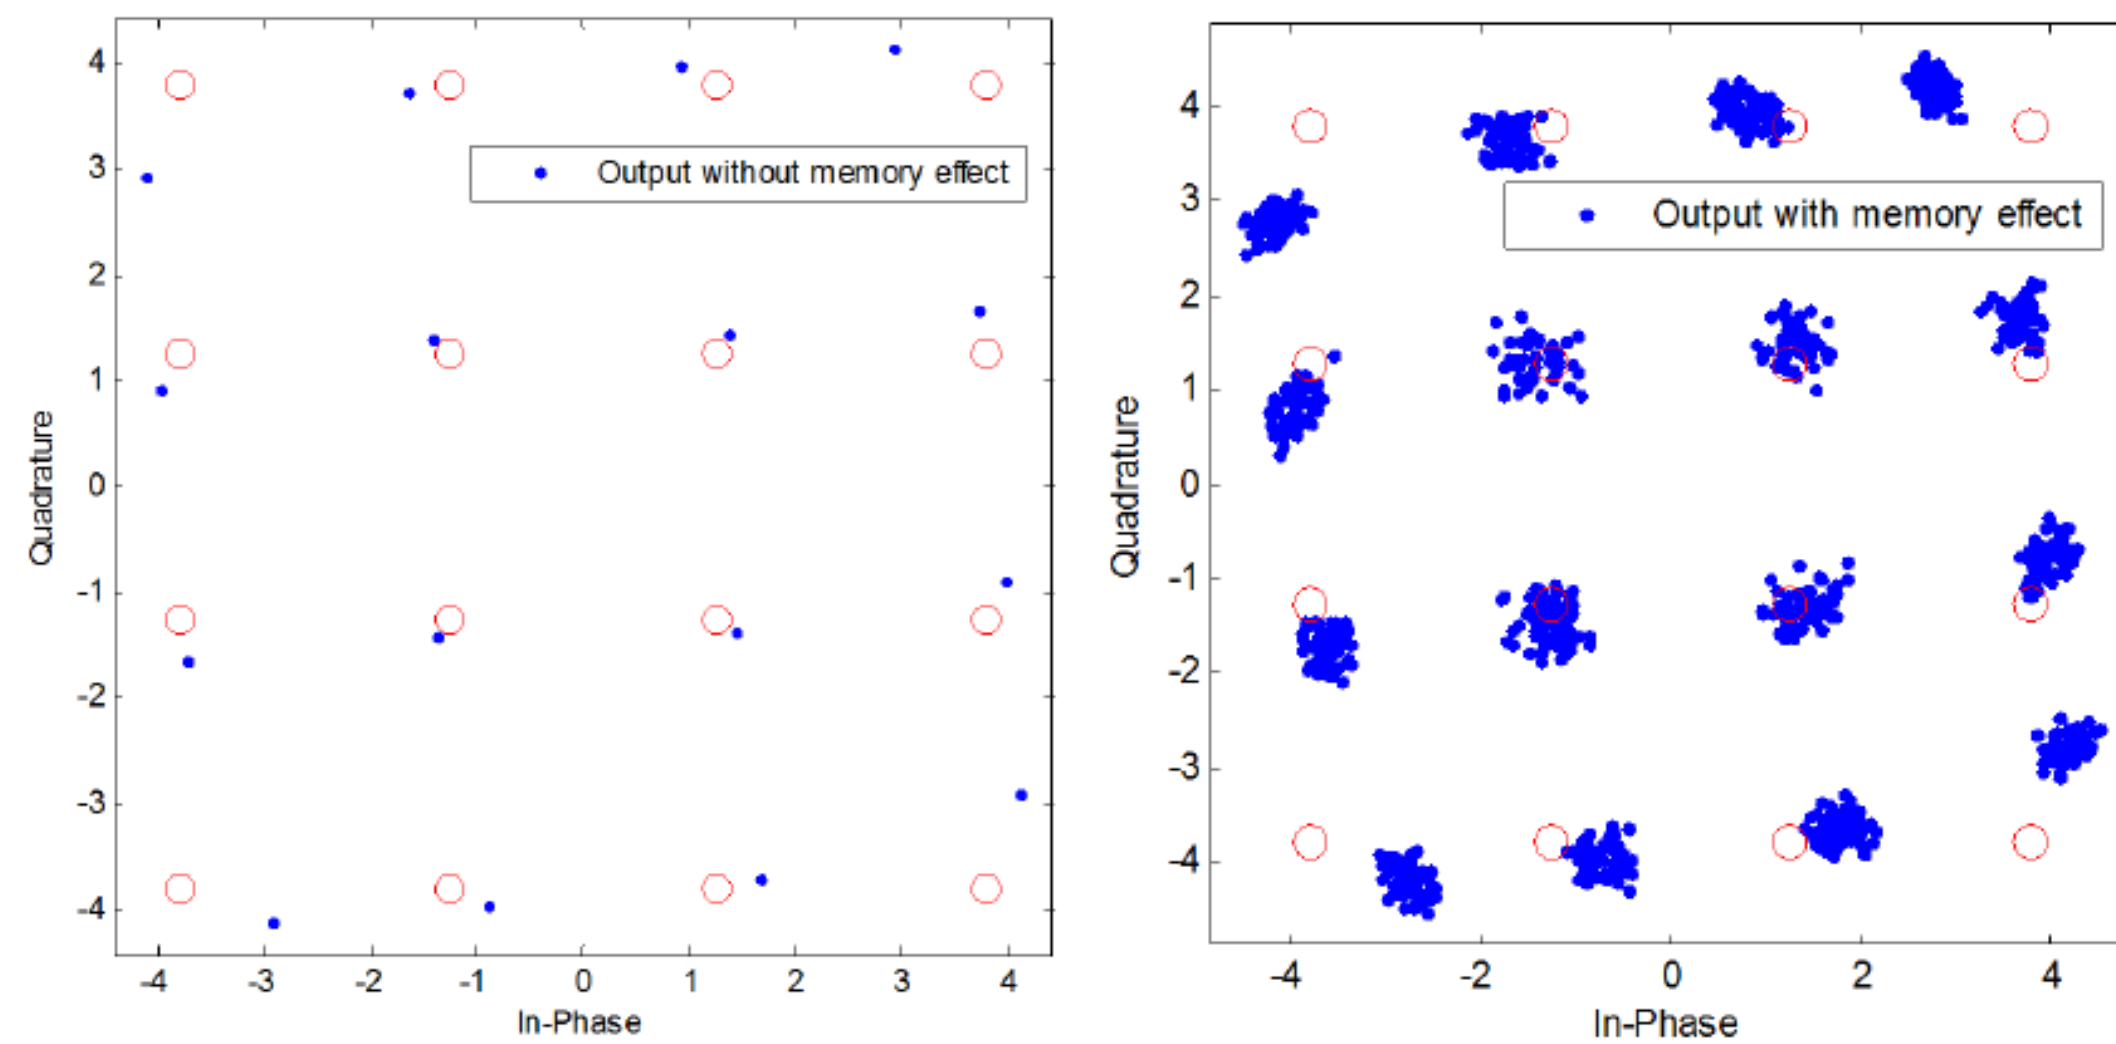 4
3
2
1
0
-1
-2
-3
-4
Quadrature
Output without memory effect
-4 -3 -2 -1 0 1 2 3 4
In-Phase
4
3
2
1
0
-1
-2
-3
-4
Quadrature
Output with memory effect
-4 -2 0 2 4
In-Phase